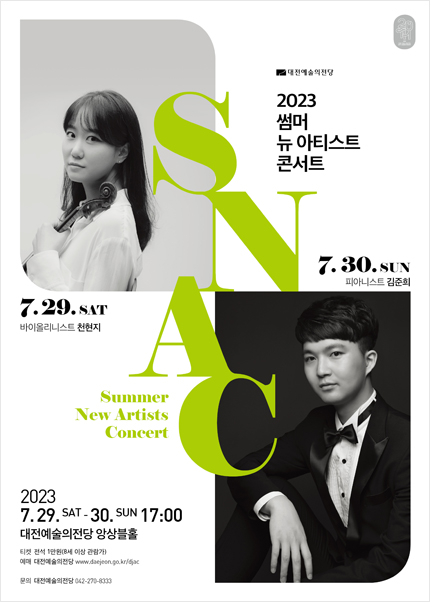 대전예술의전당
2023
썸머
뉴 아티스트
콘서트
SNAC
7.30.SUN
피아니스트 김준희
7.29.SAT
바이올리니스트 천현지
Summer
New Artists
Concert
2023
7.29.SAT - 30.SUN 17:00
대전예술의전당 앙상블홀
티켓 전석 1만원(8세 이상 관람가)
예매 대전예술의전당 www.daejeon.go.kr/djac
문의 대전예술의전당 042-270-8333